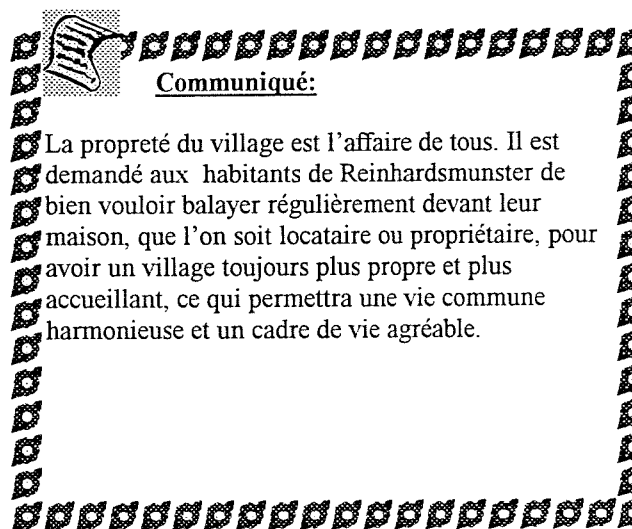 Communiqué:
La propreté du village est l'affaire de tous. Il est
demandé aux habitants de Reinhardsmunster de
bien vouloir balayer régulièrement devant leur
maison, que l'on soit locataire ou propriétaire, pour
avoir un village toujours plus propre et plus
accueillant, ce qui permettra une vie commune
harmonieuse et un cadre de vie agréable.